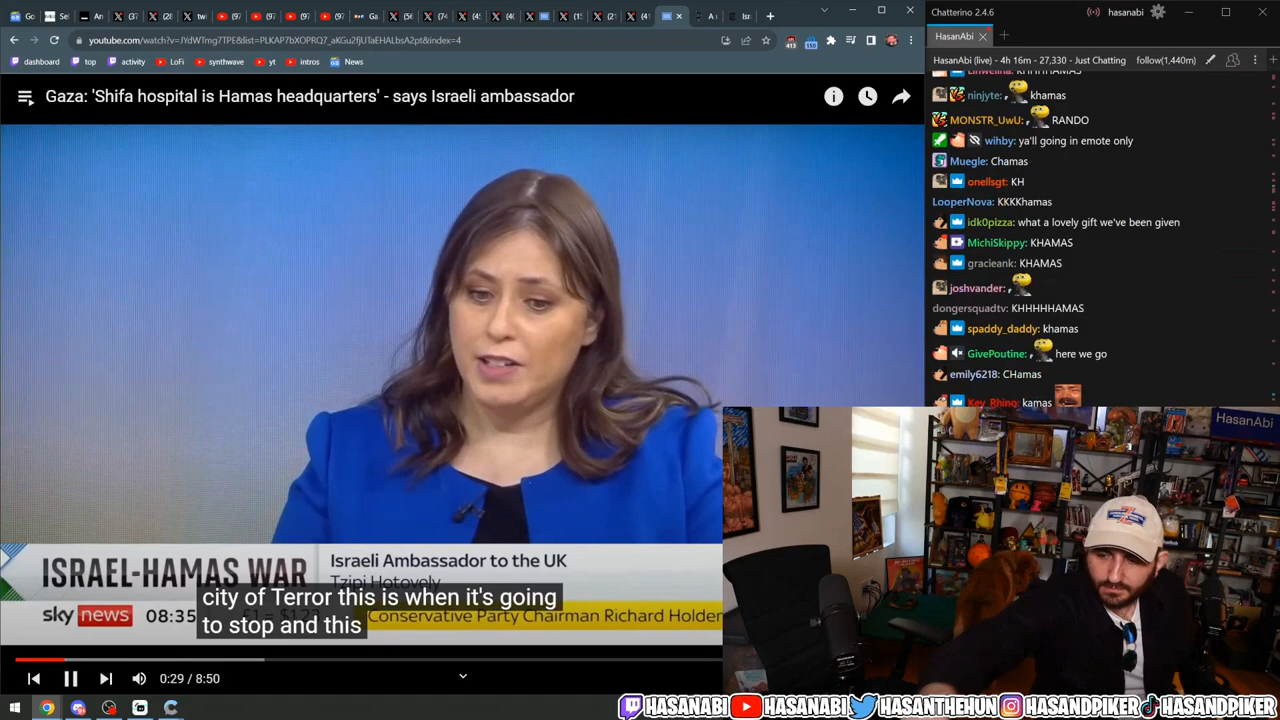 Chatterino 2.4.6
hasanabi
youtube.com/watch?v=JYdWTmg7TPE&list=PLKAP7bXOPRQ7_aKGu2fjUTaEHALbsA2pt&index=4
HasanAbi
dashboard
top
activity
LoFi
synthwave
yt
intros
News
HasanAbi (live) - 4h 16m - 27,330 - Just Chatting
follow(1,440m)
Gaza: 'Shifa hospital is Hamas headquarters' - says Israeli ambassador
ninjyte: khamas
MONSTR_UwU: RANDO
wihby: ya'll going in emote only
Muegle: Chamas
onellsgt: KH
LooperNova: KKKKhamas
idk0pizza: what a lovely gift we've been given
MichiSkippy: KHAMAS
gracieank: KHAMAS
joshvander:
dongersquadtv: KHHHHHAMAS
spaddy_daddy: khamas
GivePoutine: here we go
emily6218: CHamas
Key_Rhino: kamas
HasanAbi
ISRAEL-HAMAS WAR
Israeli Ambassador to the UK
Tzipi Hotovely
city of Terror this is when it's going
to stop and this
sky news 08:35
Conservative Party Chairman Richard Holden
0:29 / 8:50
HASANABI HASANABI HASANTHEHUN HASANDPIKER HASANDPIKER